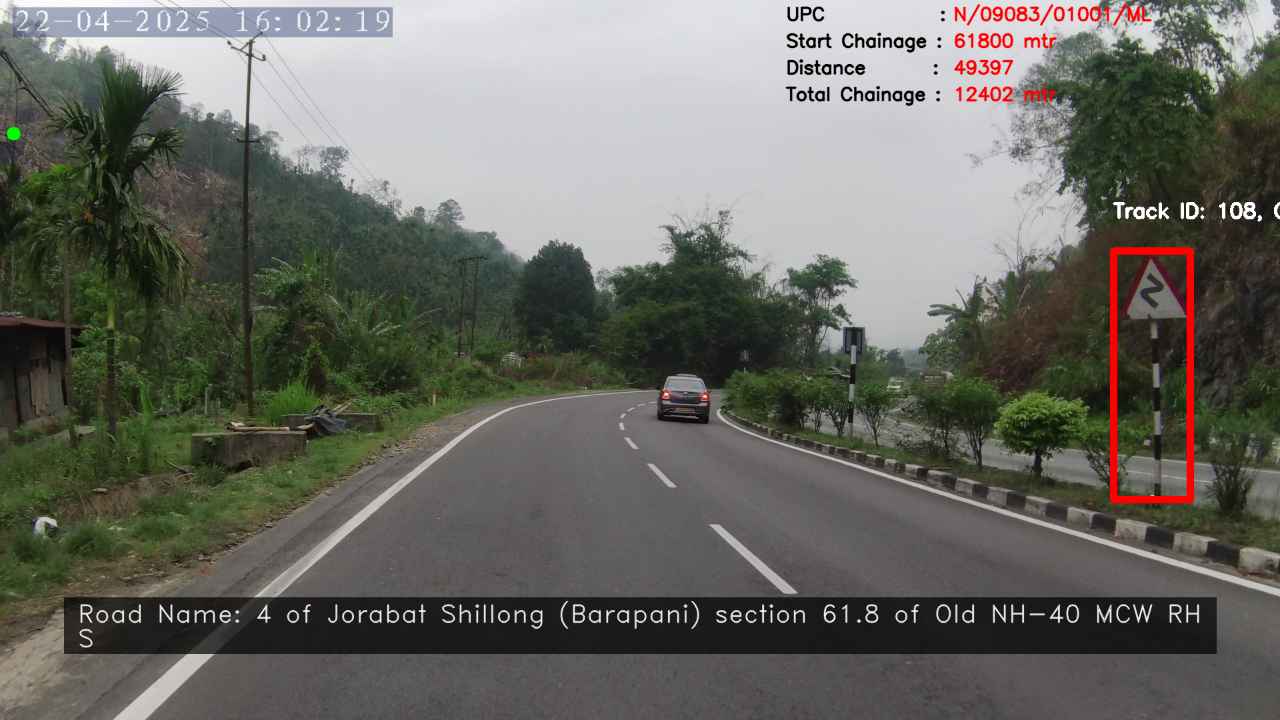 22-04-2025 16:02:19
UPC : N/09083/01001/ML
Start Chainage : 61800 mtr
Distance : 49397
Total Chainage : 12402 mtr
Track ID: 108,
Road Name: 4 of Jorabat Shillong (Barapani) section 61.8 of Old NH-40 MCW RH
S